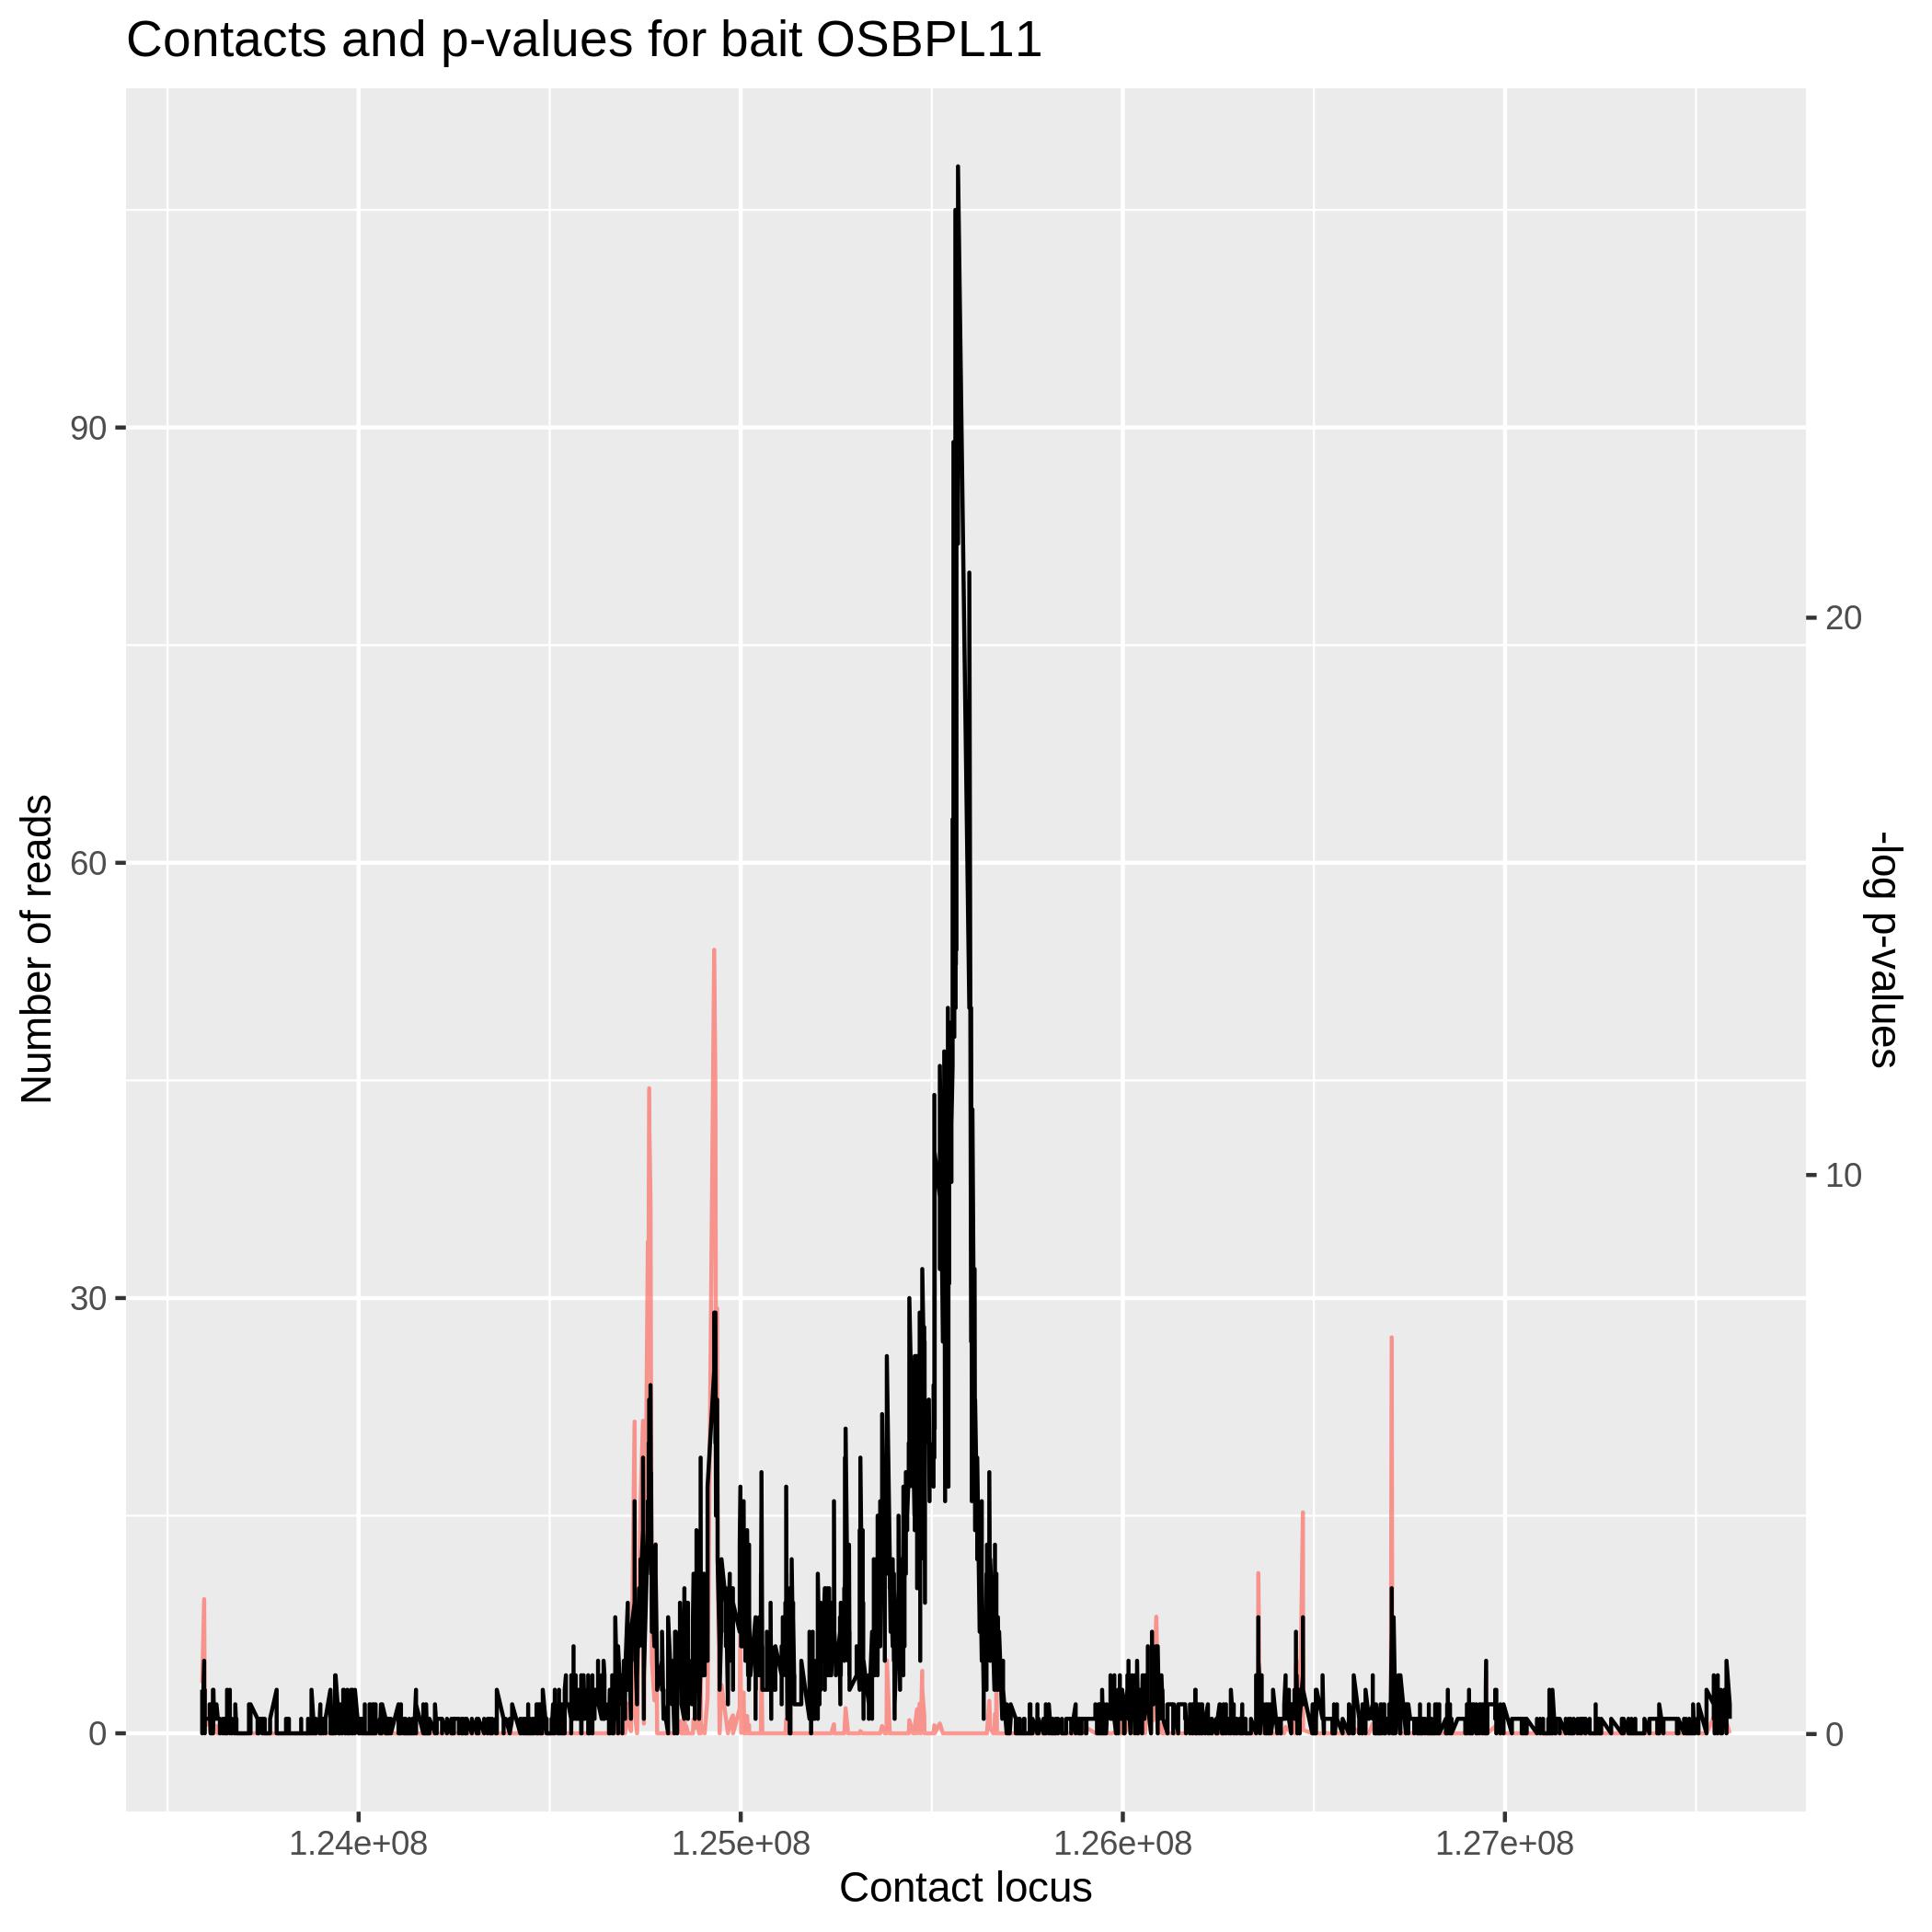 Contacts and p-values for bait OSBPL11
90
60
30
0
Number of reads
20
10
0
-log p-values
1.24e+08
1.25e+08
1.26e+08
1.27e+08
Contact locus